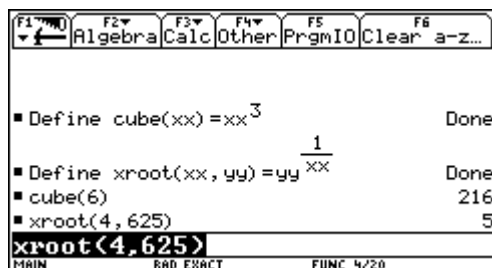 F1 F2 F3 F4 F5 F6
Algebra Calc Other PrgmIO Clear a-z...
▪ Define cube(xx)=xx³ Done
▪ Define xroot(xx,yy)=yy^(1/xx) Done
▪ cube(6) 216
▪ xroot(4,625) 5
xroot(4,625)
MAIN RAD EXACT FUNC 4/20